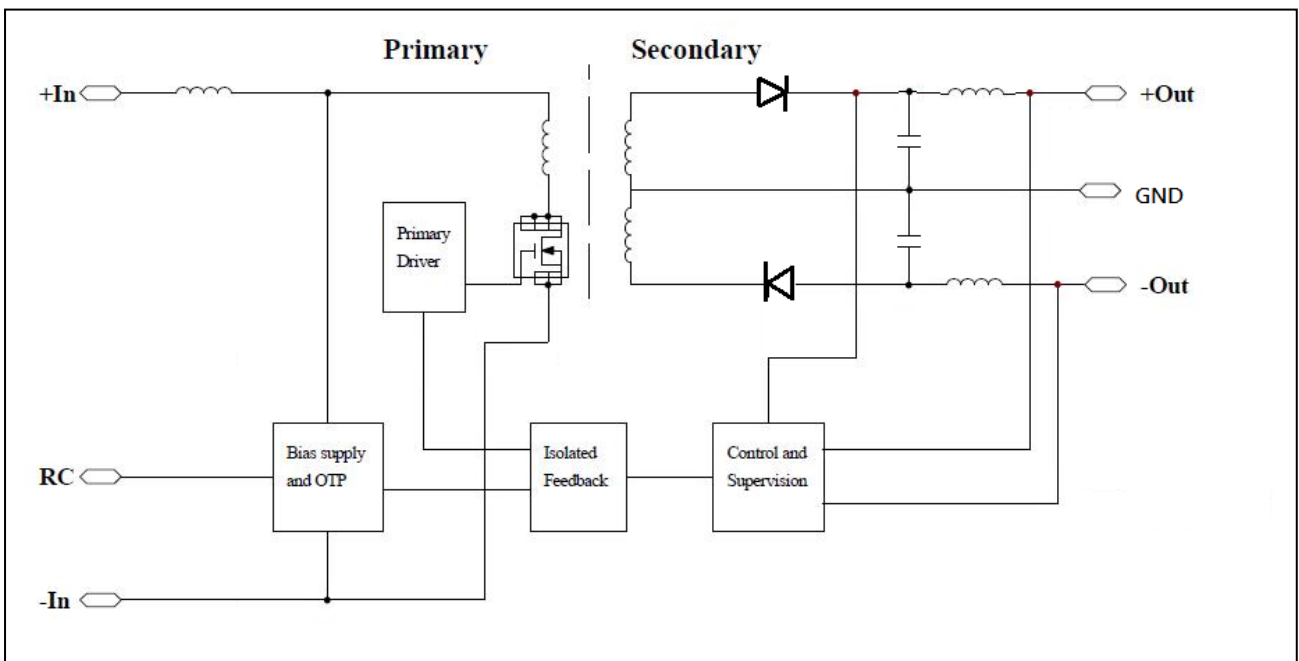 Primary
Secondary
+In
+Out
GND
Primary
Driver
-Out
Bias supply
and OTP
Isolated
Feedback
Control and
Supervision
RC
-In